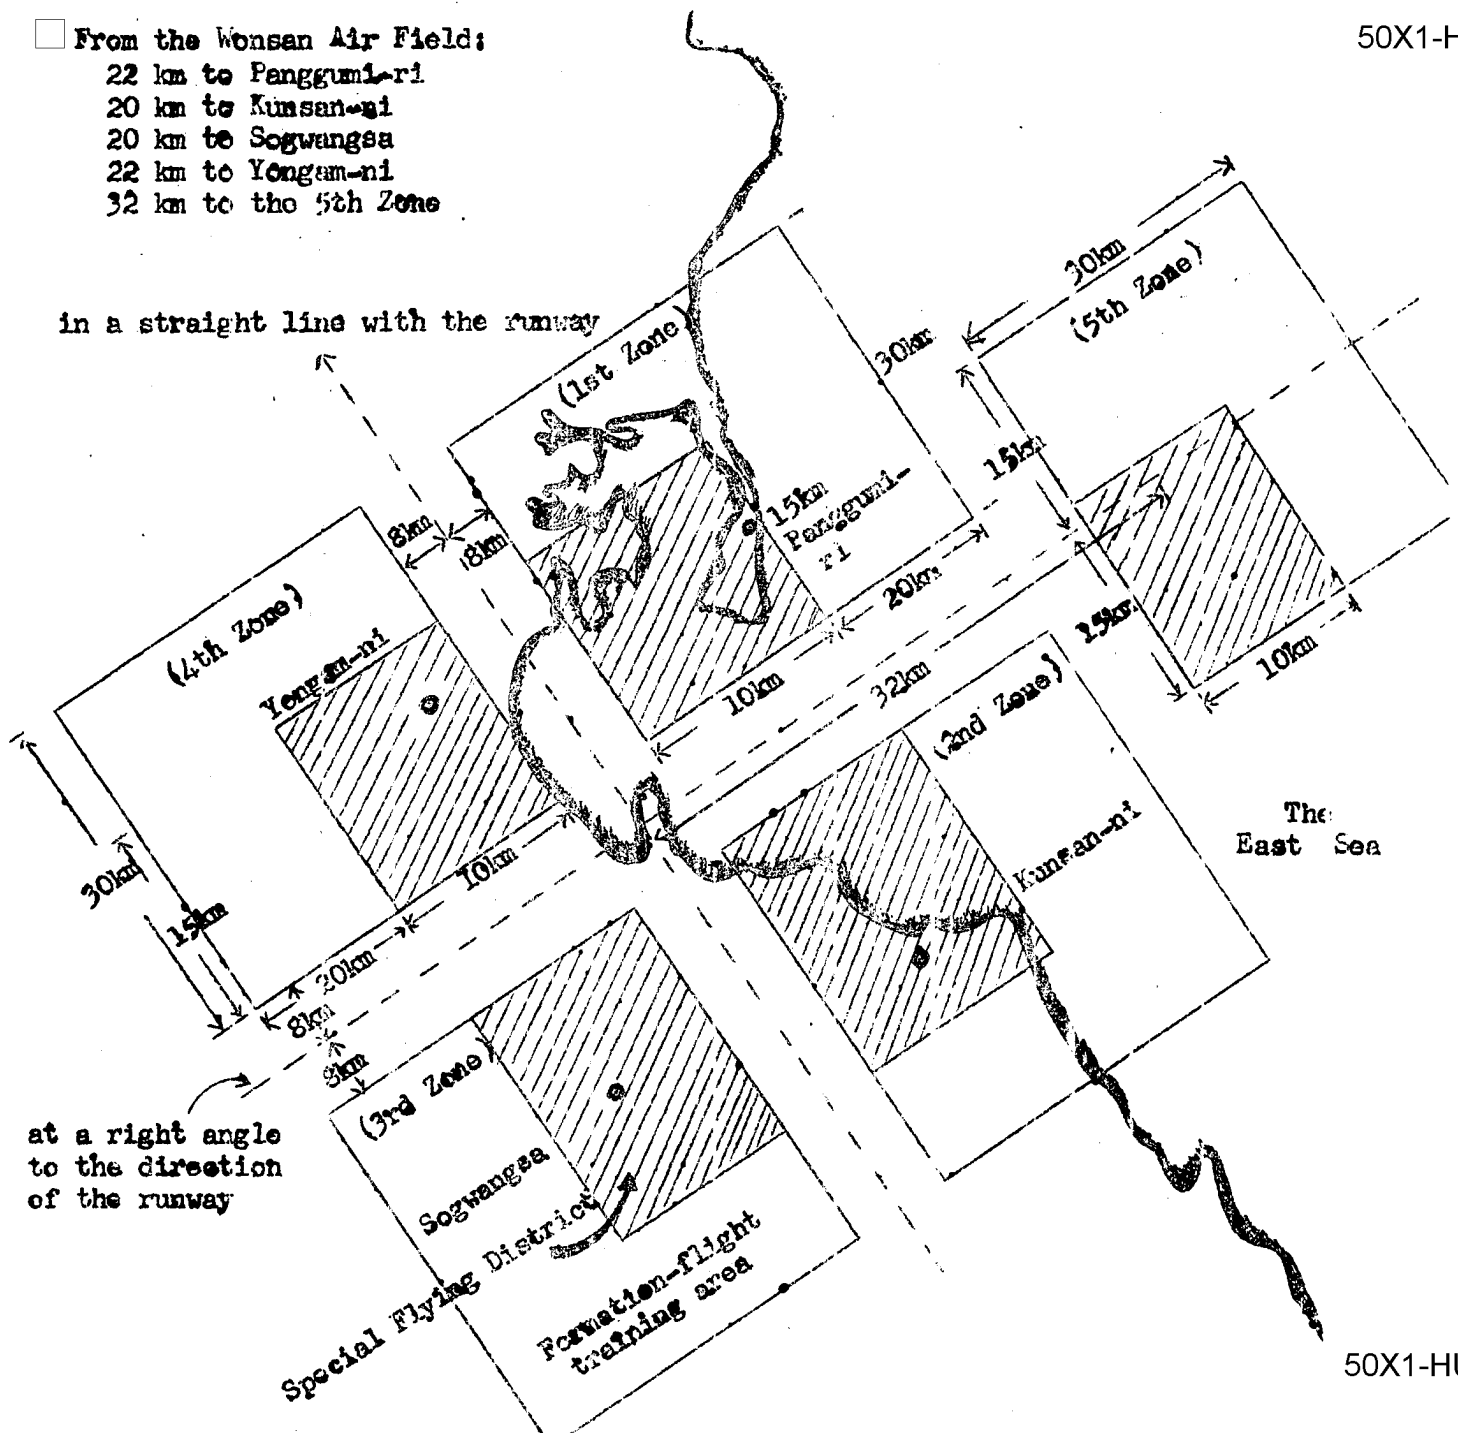 50X1-H
From the Wonsan Air Field:
22 km to Panggumi-ri
20 km to Kunsan-ni
20 km to Sogwangsa
22 km to Yongam-ni
32 km to the 5th Zone
in a straight line with the runway
30km
(5th Zone)
(1st Zone)
30km
15km
8km
8km
15km
Panggumi-
ri
20km
(4th Zone)
Yongam-ni
15km
10km
10km
32km
(2nd Zone)
Kunsan-ni
The
East Sea
30km
15km
10km
20km
8km
8km
(3rd Zone)
at a right angle
to the direction
of the runway
Sogwangsa
Special Flying District
Formation-flight
training area
50X1-HU